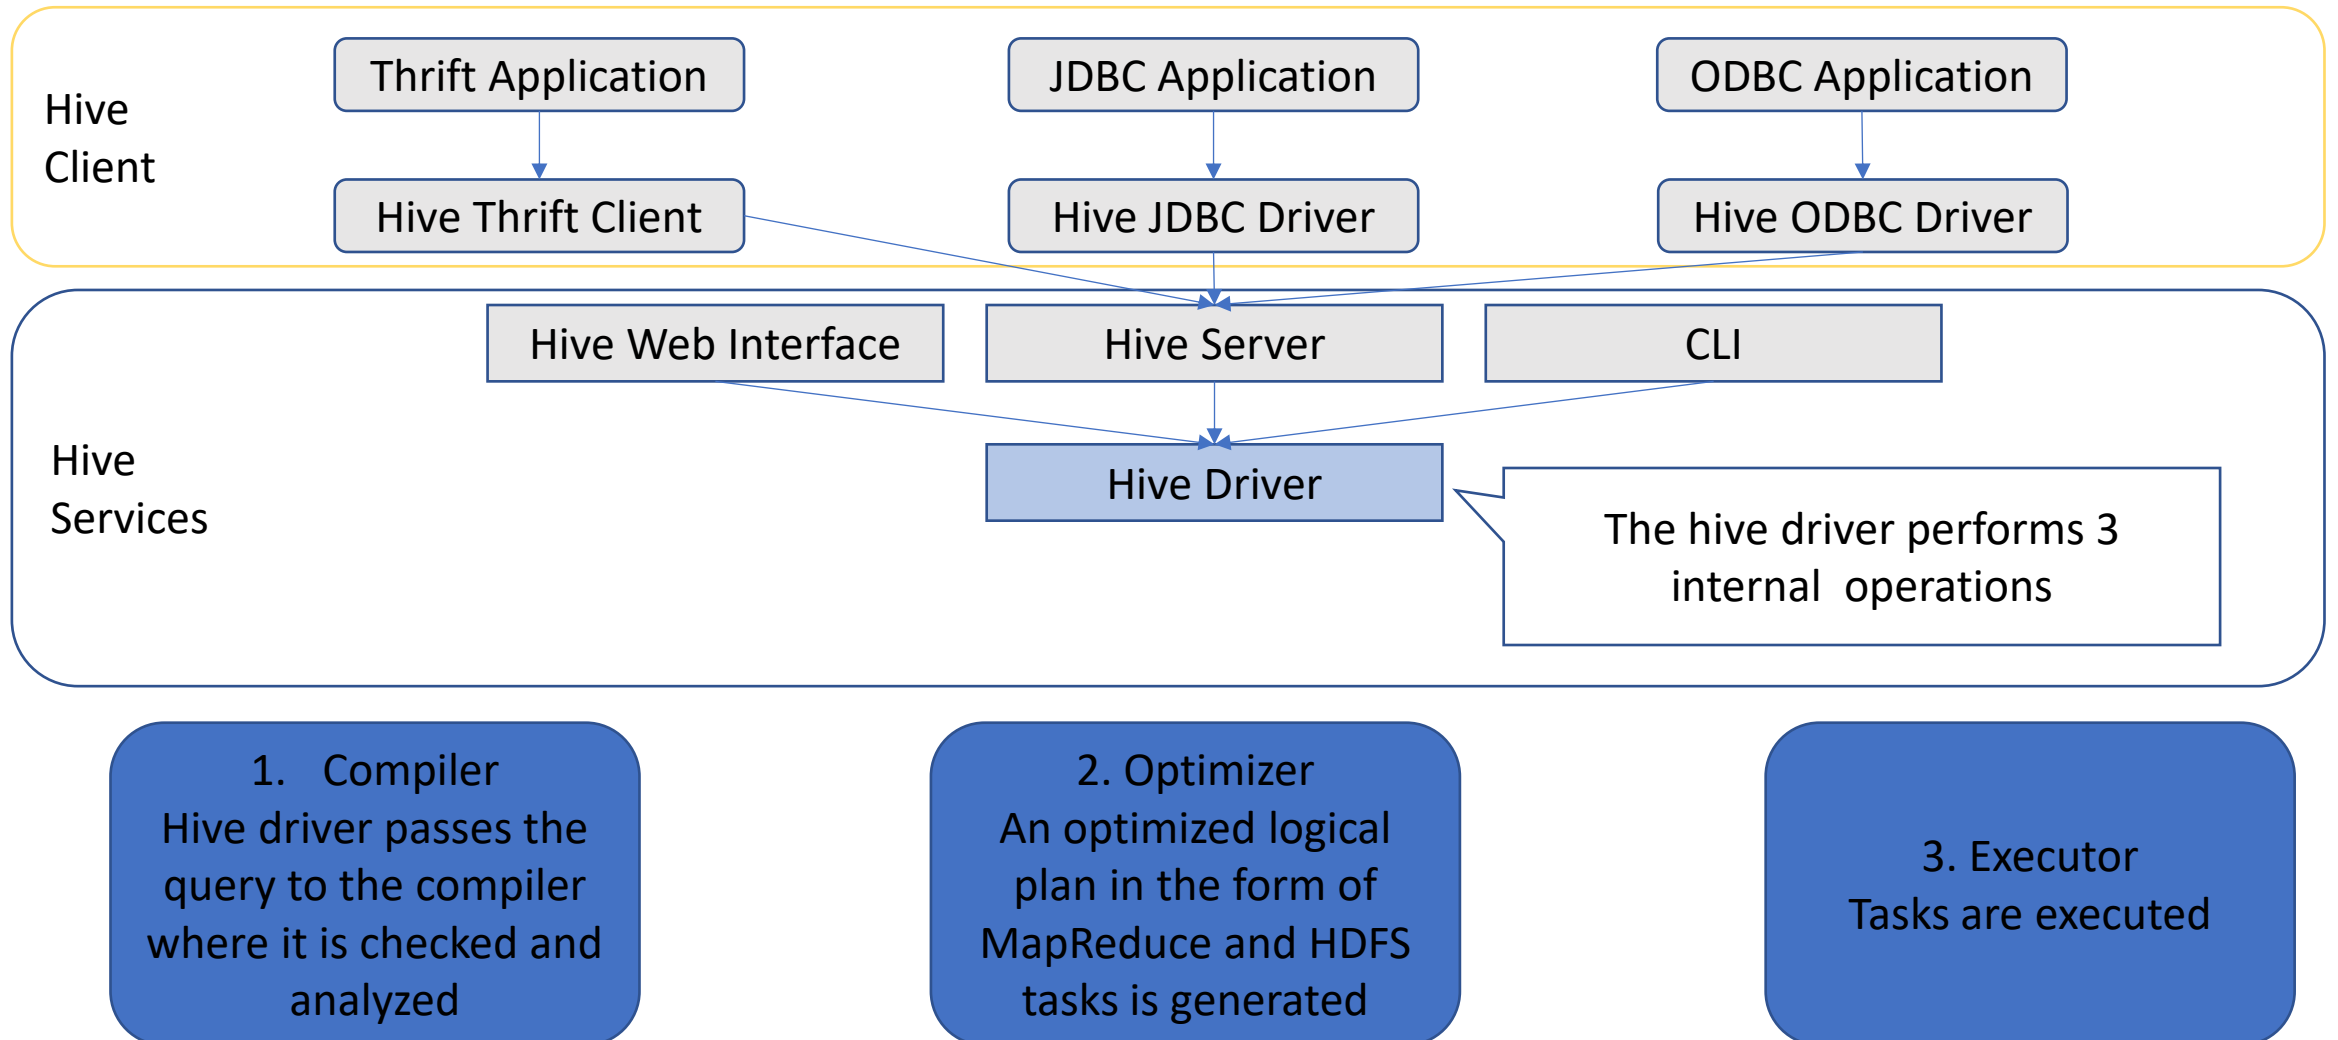 Thrift Application
JDBC Application
ODBC Application
Hive
Client
Hive Thrift Client
Hive JDBC Driver
Hive ODBC Driver
Hive Web Interface
Hive Server
CLI
Hive
Services
Hive Driver
The hive driver performs 3
internal  operations
1.   Compiler
Hive driver passes the
query to the compiler
where it is checked and
analyzed
2. Optimizer
An optimized logical
plan in the form of
MapReduce and HDFS
tasks is generated
3. Executor
Tasks are executed